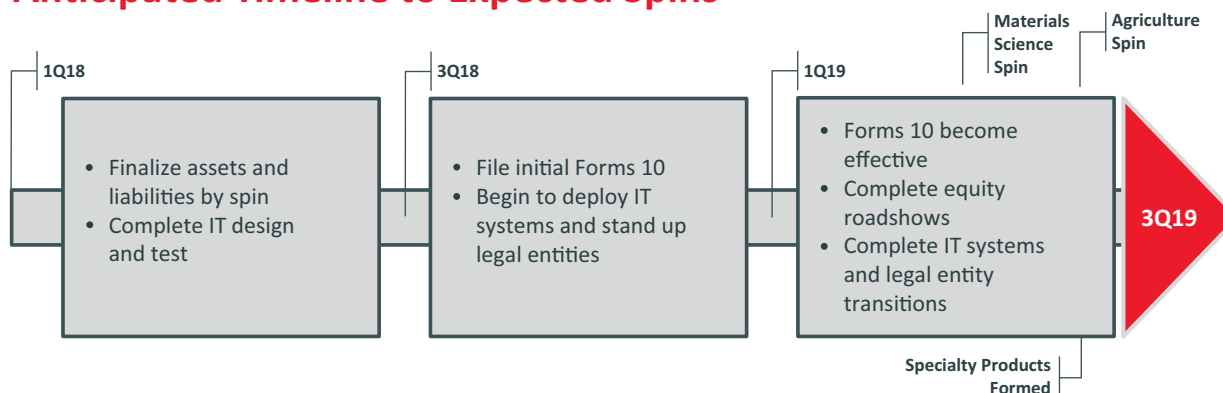 Anticipated Timeline to Expected Spins
1Q18
• Finalize assets and
liabilities by spin
• Complete IT design
and test
3Q18
• File initial Forms 10
• Begin to deploy IT
systems and stand up
legal entities
1Q19
• Forms 10 become
effective
• Complete equity
roadshows
• Complete IT systems
and legal entity
transitions
Materials
Science
Spin
Agriculture
Spin
3Q19
Specialty Products
Formed